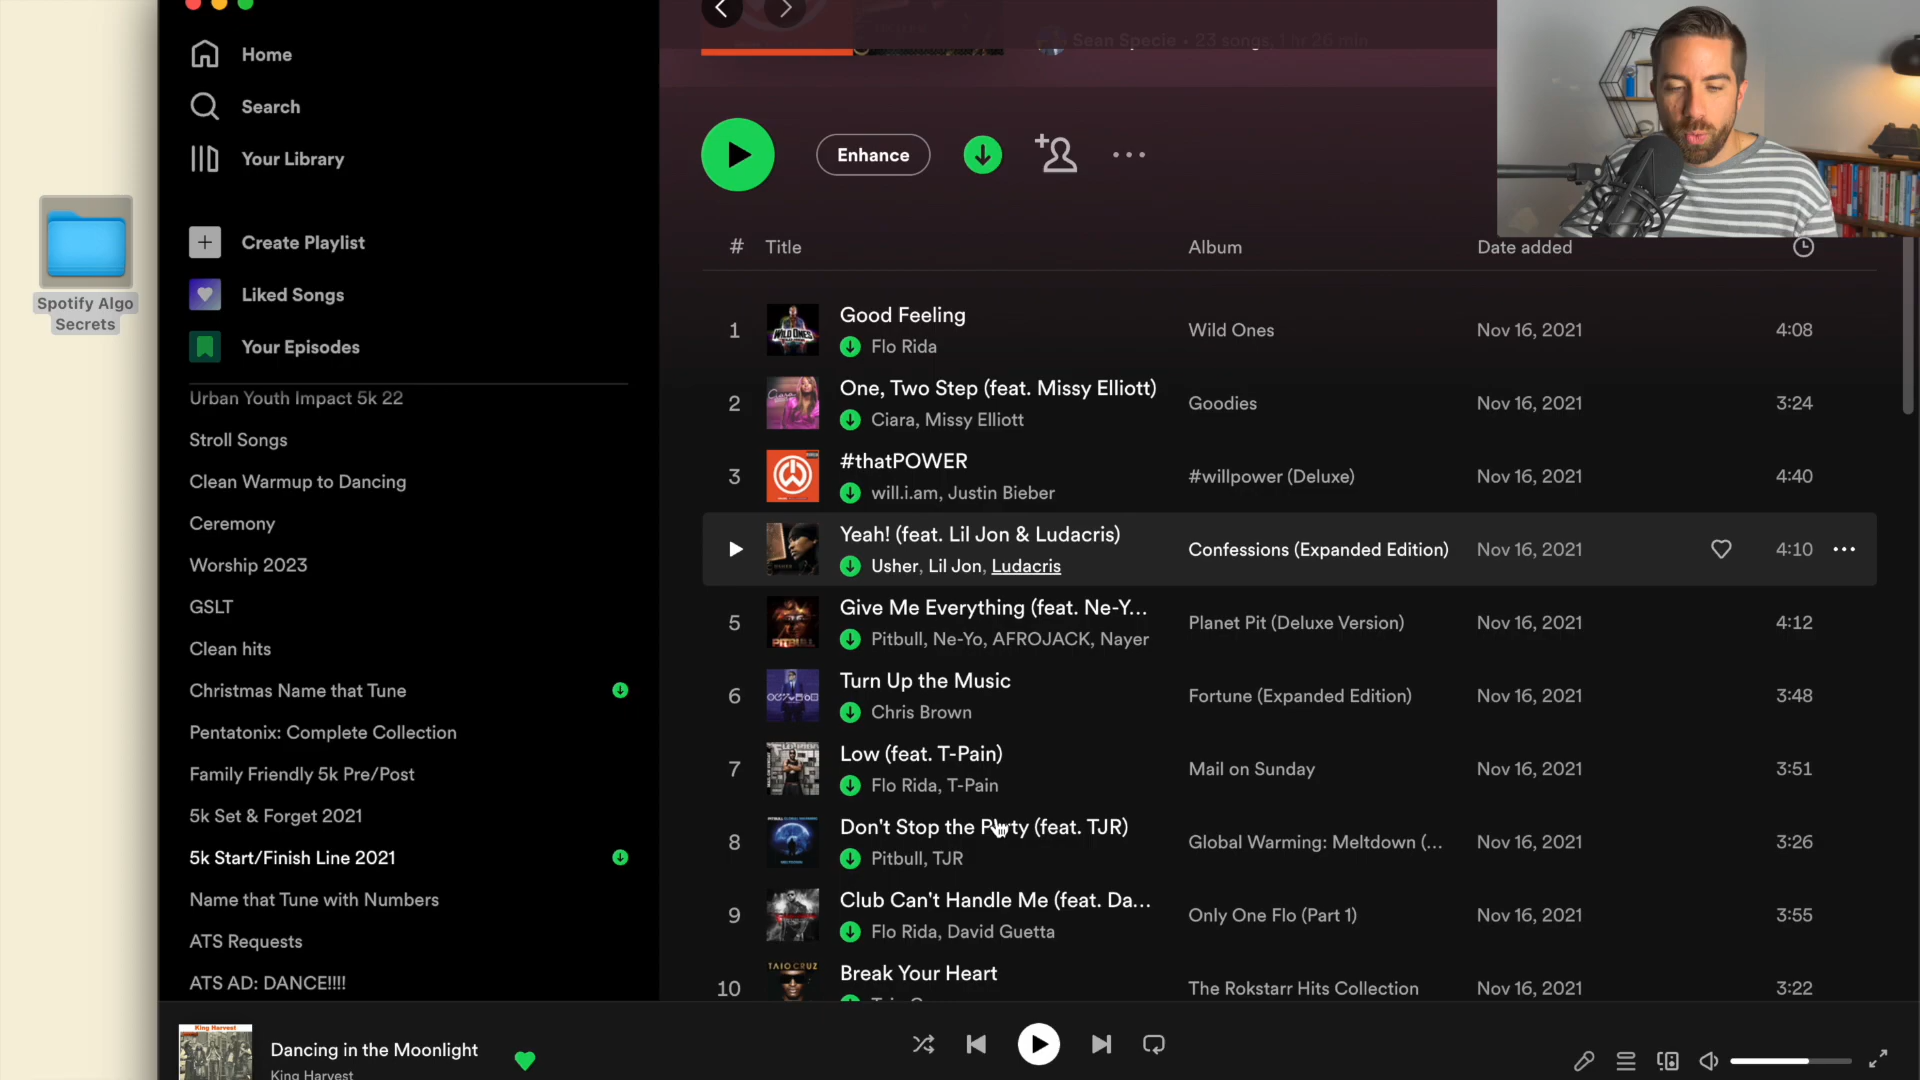 Home
Search
Your Library
Create Playlist
Liked Songs
Your Episodes
Urban Youth Impact 5k 22
Stroll Songs
Clean Warmup to Dancing
Ceremony
Worship 2023
GSLT
Clean hits
Christmas Name that Tune
Pentatonix: Complete Collection
Family Friendly 5k Pre/Post
5k Set & Forget 2021
5k Start/Finish Line 2021
Name that Tune with Numbers
ATS Requests
ATS AD: DANCE!!!!
Spotify Algo
Secrets
Sean Specie • 23 songs, 1 hr 26 min
Enhance
# Title Album Date added
1 Good Feeling Wild Ones Nov 16, 2021 4:08
Flo Rida
2 One, Two Step (feat. Missy Elliott) Goodies Nov 16, 2021 3:24
Ciara, Missy Elliott
3 #thatPOWER #willpower (Deluxe) Nov 16, 2021 4:40
will.i.am, Justin Bieber
Yeah! (feat. Lil Jon & Ludacris) Confessions (Expanded Edition) Nov 16, 2021 4:10
Usher, Lil Jon, Ludacris
5 Give Me Everything (feat. Ne-Y... Planet Pit (Deluxe Version) Nov 16, 2021 4:12
Pitbull, Ne-Yo, AFROJACK, Nayer
6 Turn Up the Music Fortune (Expanded Edition) Nov 16, 2021 3:48
Chris Brown
7 Low (feat. T-Pain) Mail on Sunday Nov 16, 2021 3:51
Flo Rida, T-Pain
8 Don't Stop the Party (feat. TJR) Global Warming: Meltdown (... Nov 16, 2021 3:26
Pitbull, TJR
9 Club Can't Handle Me (feat. Da... Only One Flo (Part 1) Nov 16, 2021 3:55
Flo Rida, David Guetta
10 Break Your Heart The Rokstarr Hits Collection Nov 16, 2021 3:22
TAIO CRUZ
King Harvest
Dancing in the Moonlight
King Harvest